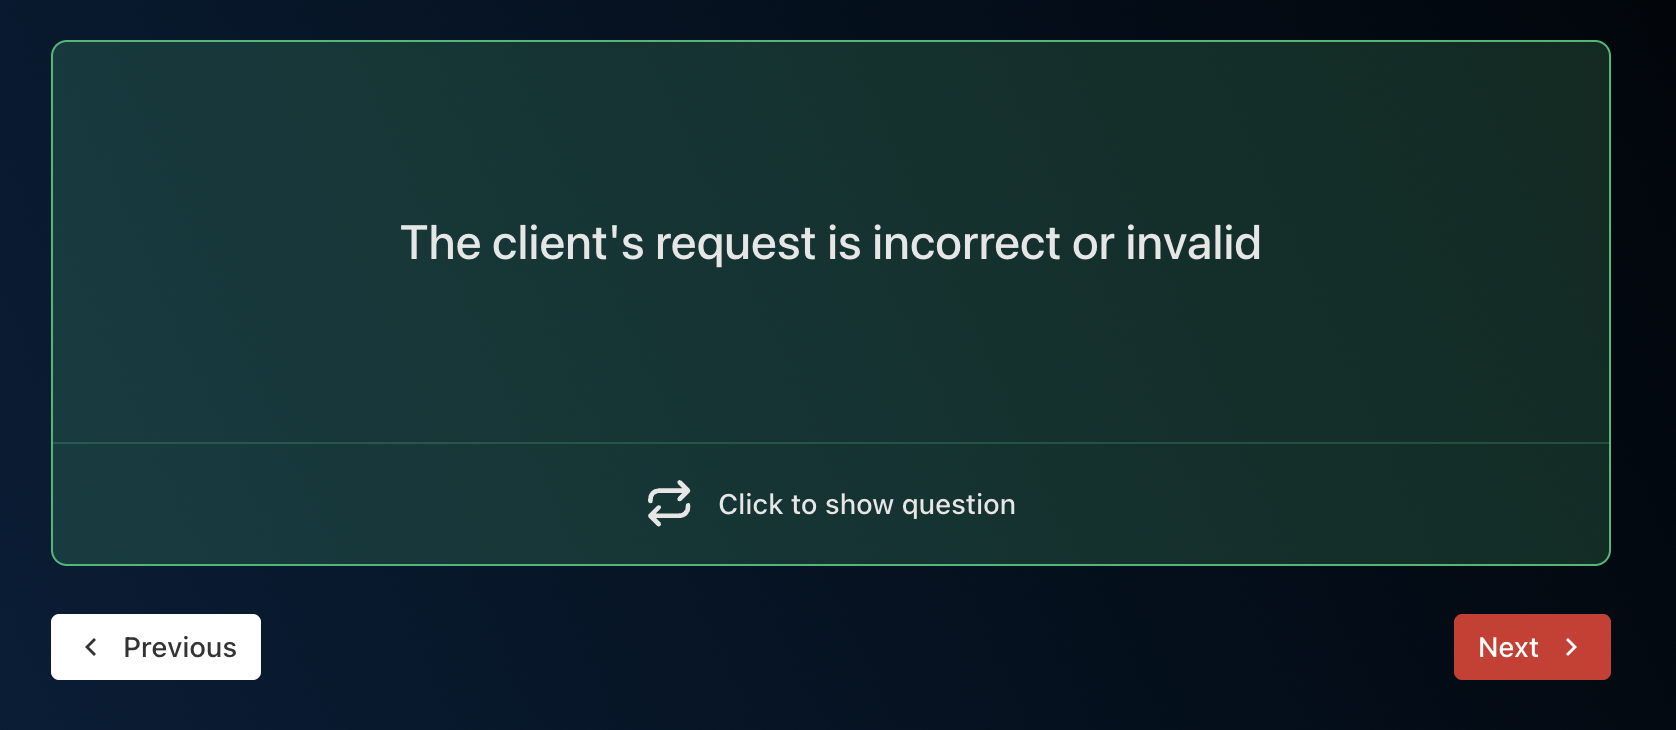 The client's request is incorrect or invalid
Click to show question
Previous
Next